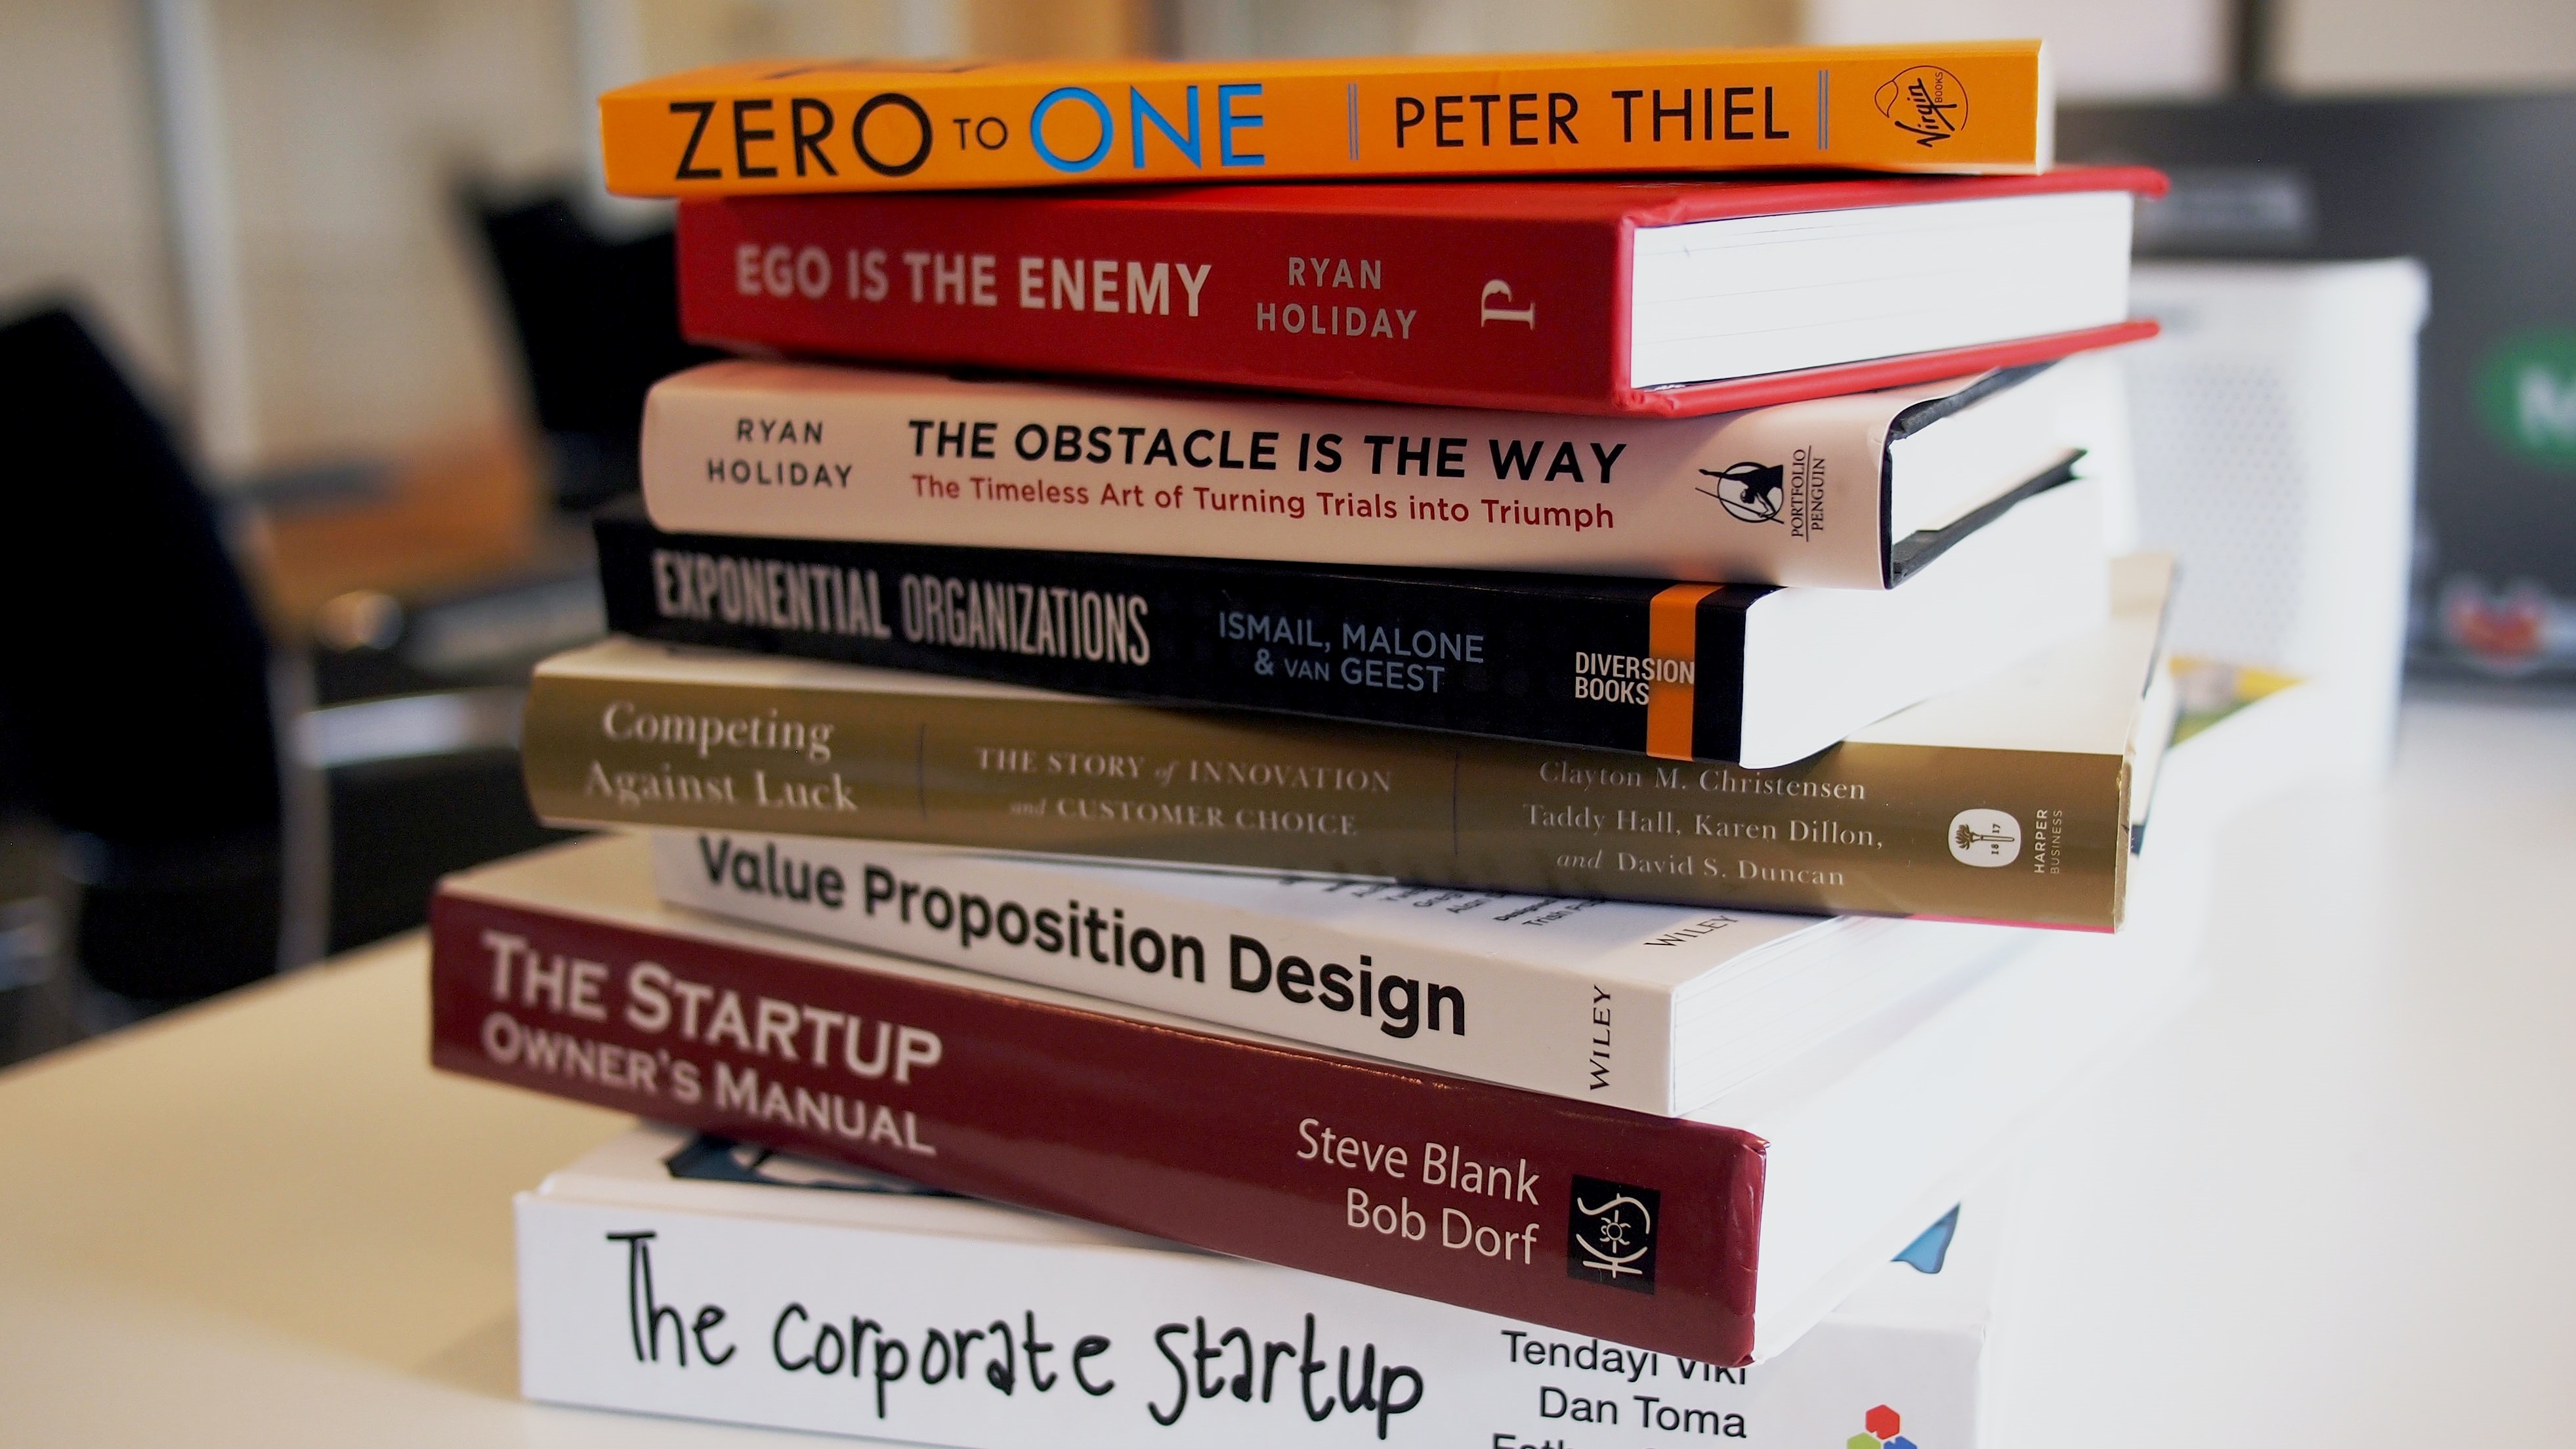 ZERO TO ONE
PETER THIEL
Virgin
BOOKS
EGO IS THE ENEMY
RYAN
HOLIDAY
P
RYAN
HOLIDAY
THE OBSTACLE IS THE WAY
The Timeless Art of Turning Trials into Triumph
PORTFOLIO
PENGUIN
EXPONENTIAL ORGANIZATIONS
ISMAIL, MALONE
& VAN GEEST
DIVERSION
BOOKS
Competing
Against Luck
THE STORY of INNOVATION
and CUSTOMER CHOICE
Clayton M. Christensen
Taddy Hall, Karen Dillon,
and David S. Duncan
18 17
HARPER
BUSINESS
WILEY
Value Proposition Design
WILEY
THE STARTUP
OWNER'S MANUAL
Steve Blank
Bob Dorf
K&S
The corporate startup
Tendayi Viki
Dan Toma